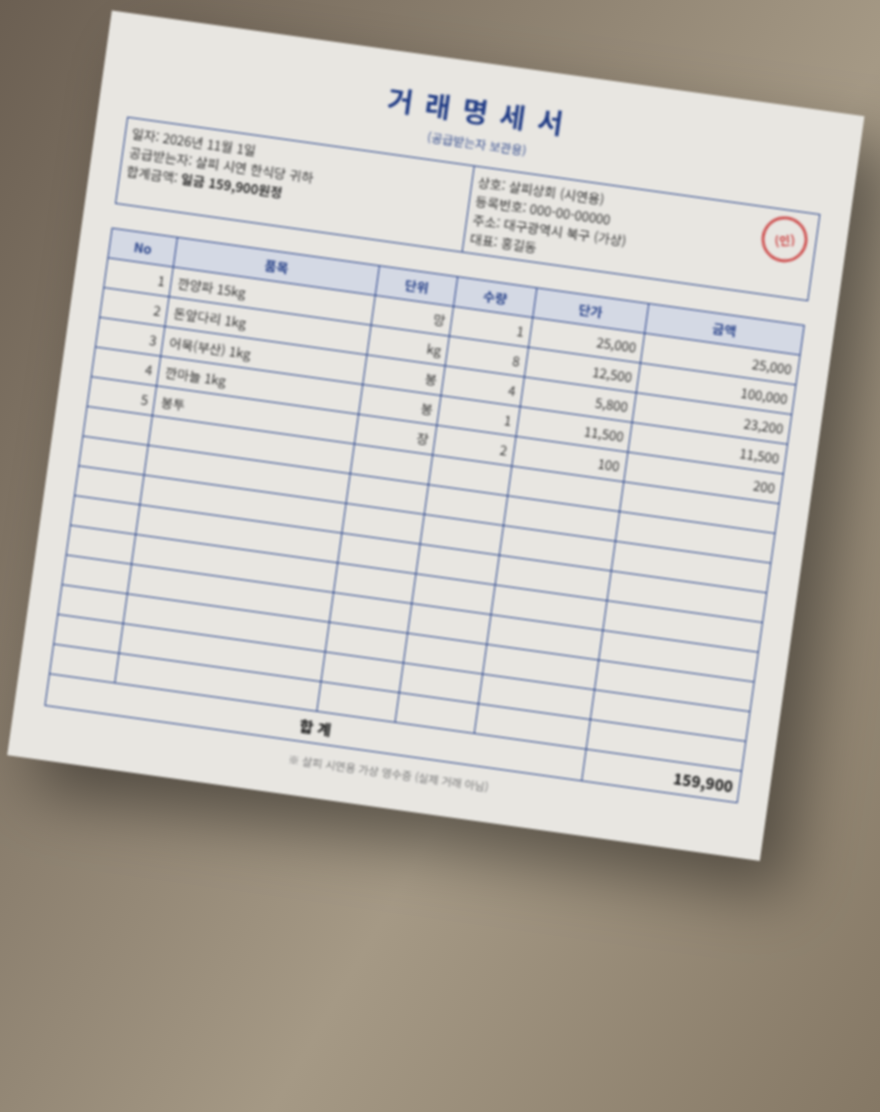 거 래 명 세 서
(공급받는자 보관용)
일자: 2026년 11월 1일
공급받는자: 살피 시연 한식당 귀하
합계금액: 일금 159,900원정
상호: 살피상회 (시연용)
등록번호: 000-00-00000
주소: 대구광역시 북구 (가상)
대표: 홍길동
(인)
No 품목 단위 수량 단가 금액
1 깐양파 15kg 망 1 25,000 25,000
2 돈앞다리 1kg kg 8 12,500 100,000
3 어묵(부산) 1kg 봉 4 5,800 23,200
4 깐마늘 1kg 봉 1 11,500 11,500
5 봉투 장 2 100 200
합 계 159,900
※ 살피 시연용 가상 영수증 (실제 거래 아님)